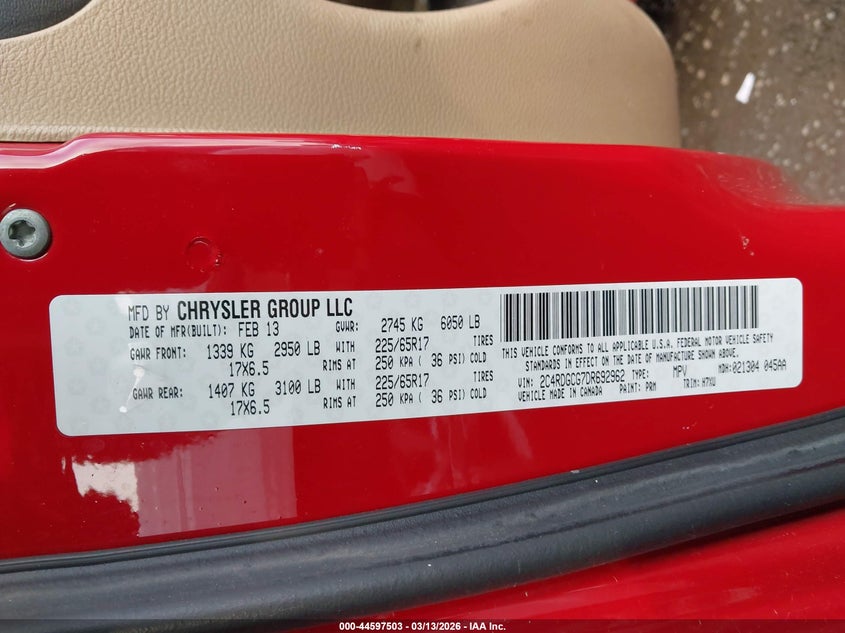 MFD BY CHRYSLER GROUP LLC
DATE OF MFR(BUILT): FEB 13 GVWR: 2745 KG 6050 LB
GAWR FRONT: 1339 KG 2950 LB WITH 225/65R17 TIRES
17X6.5 RIMS AT 250 KPA ( 36 PSI) COLD
GAWR REAR: 1407 KG 3100 LB WITH 225/65R17 TIRES
17X6.5 RIMS AT 250 KPA ( 36 PSI) COLD
THIS VEHICLE CONFORMS TO ALL APPLICABLE U.S.A. FEDERAL MOTOR VEHICLE SAFETY
STANDARDS IN EFFECT ON THE DATE OF MANUFACTURE SHOWN ABOVE.
VIN: 2C4RDGCG7DR692962 TYPE: MPV MDH:021304 045AA
VEHICLE MADE IN CANADA PAINT: PRM TRIM: H7XU
000-44597503 — 03/13/2026 — IAA Inc.